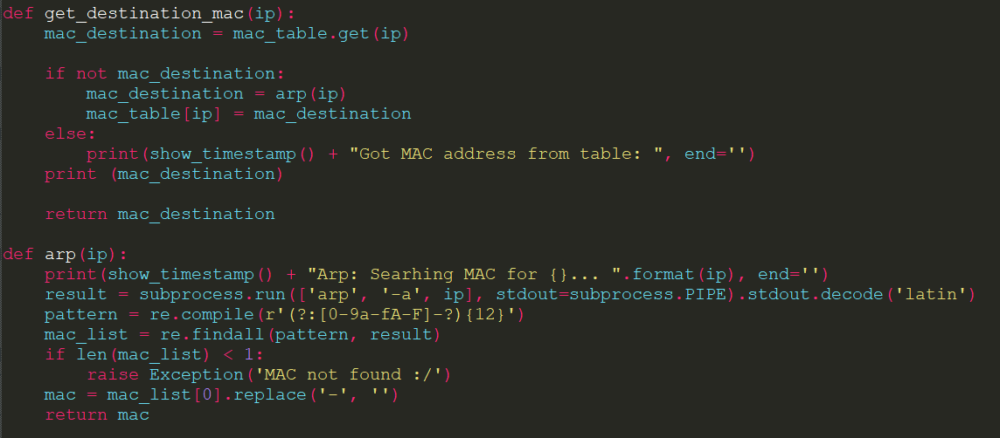 def get_destination_mac(ip):
    mac_destination = mac_table.get(ip)

    if not mac_destination:
        mac_destination = arp(ip)
        mac_table[ip] = mac_destination
    else:
        print(show_timestamp() + "Got MAC address from table: ", end='')
    print (mac_destination)

    return mac_destination

def arp(ip):
    print(show_timestamp() + "Arp: Searhing MAC for {}... ".format(ip), end='')
    result = subprocess.run(['arp', '-a', ip], stdout=subprocess.PIPE).stdout.decode('latin')
    pattern = re.compile(r'(?:[0-9a-fA-F]-?){12}')
    mac_list = re.findall(pattern, result)
    if len(mac_list) < 1:
        raise Exception('MAC not found :/')
    mac = mac_list[0].replace('-', '')
    return mac